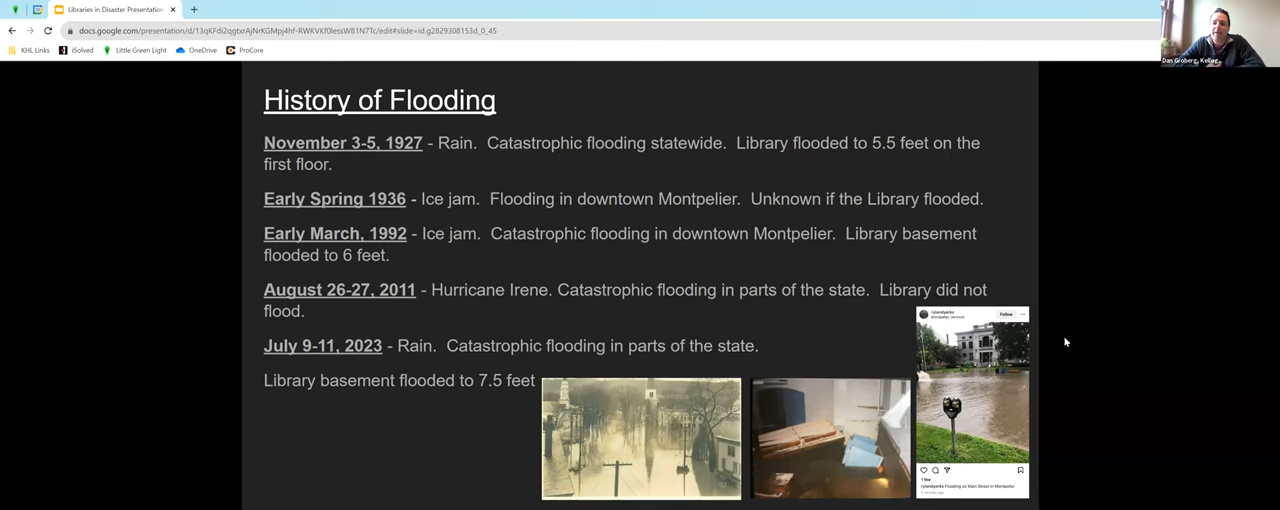 Libraries in Disaster Presentation
docs.google.com/presentation/d/13qKFdi2qgtxrAjNrKGMpj4hf-RWKVKf0lessW81N7Tc/edit#slide=id.g2829308153d_0_45
KHL Links iSolved Little Green Light OneDrive ProCore
Dan Groberg, Kellog...
History of Flooding
November 3-5, 1927 - Rain. Catastrophic flooding statewide. Library flooded to 5.5 feet on the
first floor.
Early Spring 1936 - Ice jam. Flooding in downtown Montpelier. Unknown if the Library flooded.
Early March, 1992 - Ice jam. Catastrophic flooding in downtown Montpelier. Library basement
flooded to 6 feet.
August 26-27, 2011 - Hurricane Irene. Catastrophic flooding in parts of the state. Library did not
flood.
July 9-11, 2023 - Rain. Catastrophic flooding in parts of the state.
Library basement flooded to 7.5 feet
rylandyerks
Montpelier, Vermont
Follow
1 like
rylandyerks Flooding on Main Street in Montpelier
minutes ago